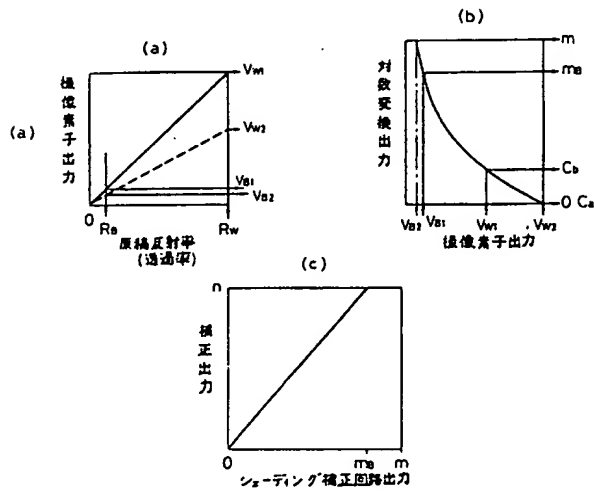 (a)
(a)
撮像素子出力
VW1
VW2
VB1
VB2
0
RB
RW
原稿反射率
(透過率)
(b)
対数変換出力
m
mB
Cb
0 Ca
VB2
VB1
VW1
VW2
撮像素子出力
(c)
補正出力
n
0
mB
m
シェーディング補正回路出力